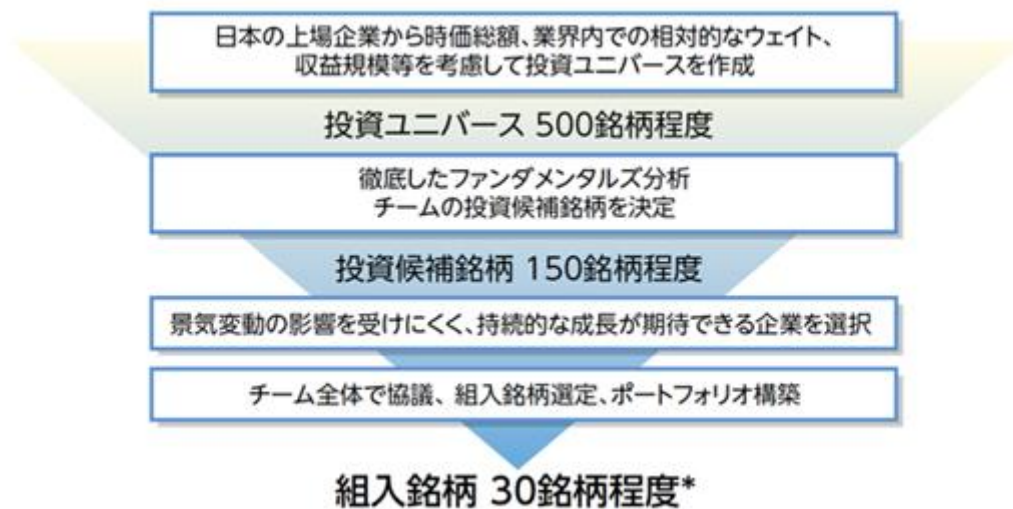 日本の上場企業から時価総額、業界内での相対的なウェイト、
収益規模等を考慮して投資ユニバースを作成
投資ユニバース 500銘柄程度
徹底したファンダメンタルズ分析
チームの投資候補銘柄を決定
投資候補銘柄 150銘柄程度
景気変動の影響を受けにくく、持続的な成長が期待できる企業を選択
チーム全体で協議、組入銘柄選定、ポートフォリオ構築
組入銘柄 30銘柄程度*